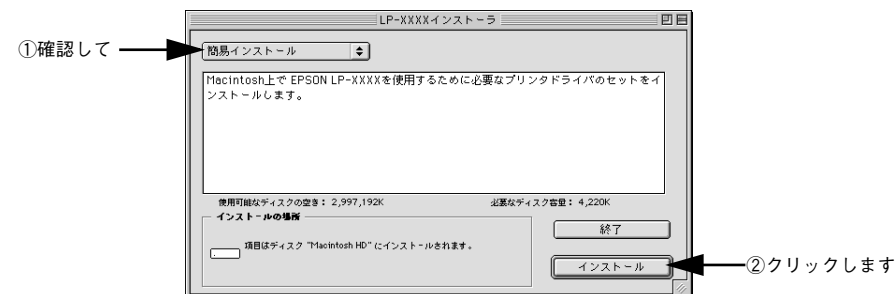 LP-XXXXインストーラ
①確認して
簡易インストール
Macintosh上で EPSON LP-XXXXを使用するために必要なプリンタドライバのセットをイ
ンストールします。
使用可能なディスクの空き： 2,997,192K 必要なディスク容量： 4,220K
インストールの場所
終了
項目はディスク "Macintosh HD" にインストールされます。
インストール
②クリックします